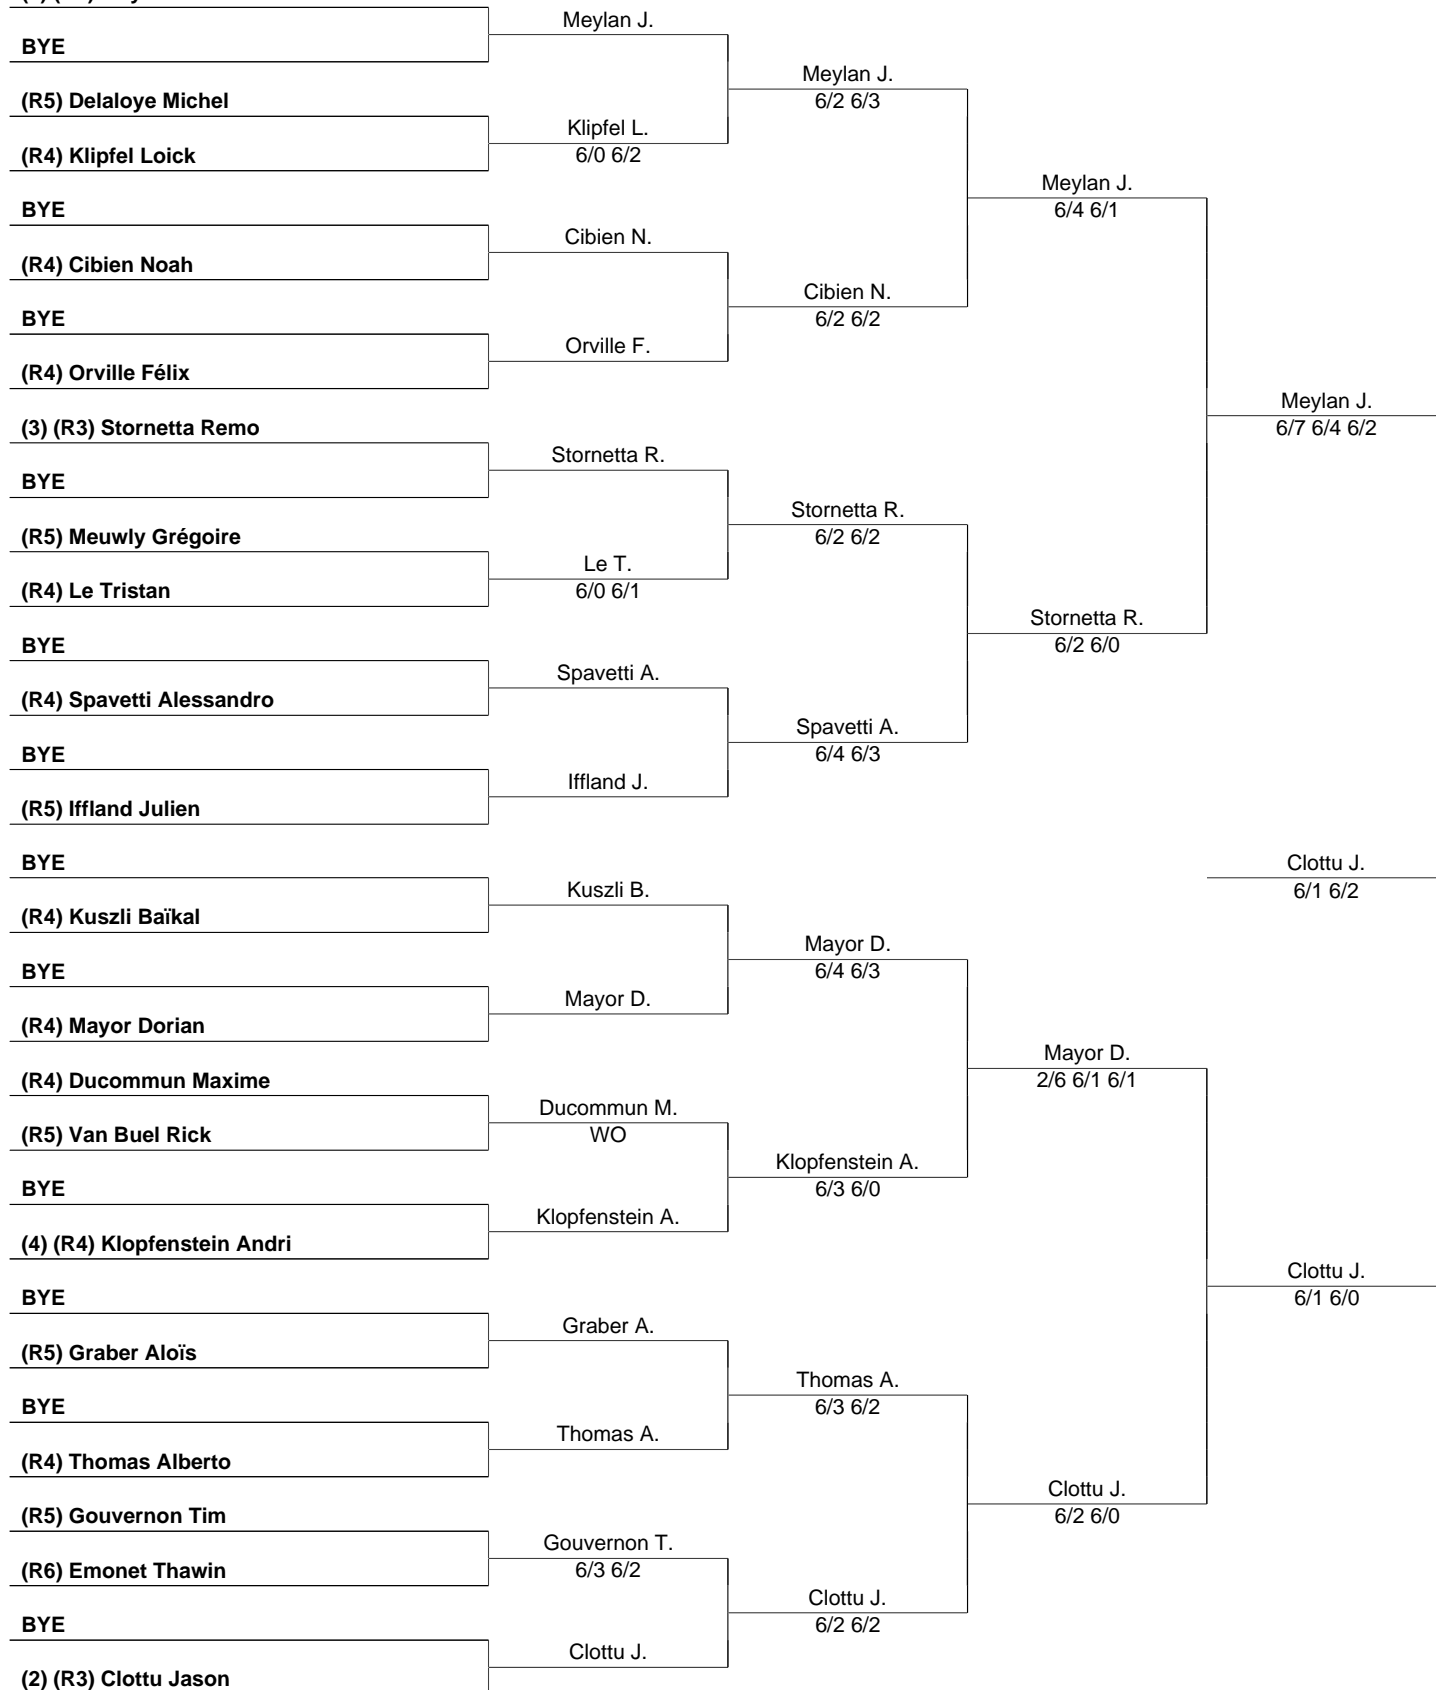 BYE
(R5) Delaloye Michel
(R4) Klipfel Loick
BYE
(R4) Cibien Noah
BYE
(R4) Orville Félix
(3) (R3) Stornetta Remo
BYE
(R5) Meuwly Grégoire
(R4) Le Tristan
BYE
(R4) Spavetti Alessandro
BYE
(R5) Iffland Julien
BYE
(R4) Kuszli Baïkal
BYE
(R4) Mayor Dorian
(R4) Ducommun Maxime
(R5) Van Buel Rick
BYE
(4) (R4) Klopfenstein Andri
BYE
(R5) Graber Aloïs
BYE
(R4) Thomas Alberto
(R5) Gouvernon Tim
(R6) Emonet Thawin
BYE
(2) (R3) Clottu Jason
Meylan J.
Klipfel L.
6/0 6/2
Cibien N.
Orville F.
Stornetta R.
Le T.
6/0 6/1
Spavetti A.
Iffland J.
Kuszli B.
Mayor D.
Ducommun M.
WO
Klopfenstein A.
Graber A.
Thomas A.
Gouvernon T.
6/3 6/2
Clottu J.
Meylan J.
6/2 6/3
Cibien N.
6/2 6/2
Stornetta R.
6/2 6/2
Spavetti A.
6/4 6/3
Mayor D.
6/4 6/3
Klopfenstein A.
6/3 6/0
Thomas A.
6/3 6/2
Clottu J.
6/2 6/2
Meylan J.
6/4 6/1
Stornetta R.
6/2 6/0
Mayor D.
2/6 6/1 6/1
Clottu J.
6/2 6/0
Meylan J.
6/7 6/4 6/2
Clottu J.
6/1 6/2
Clottu J.
6/1 6/0